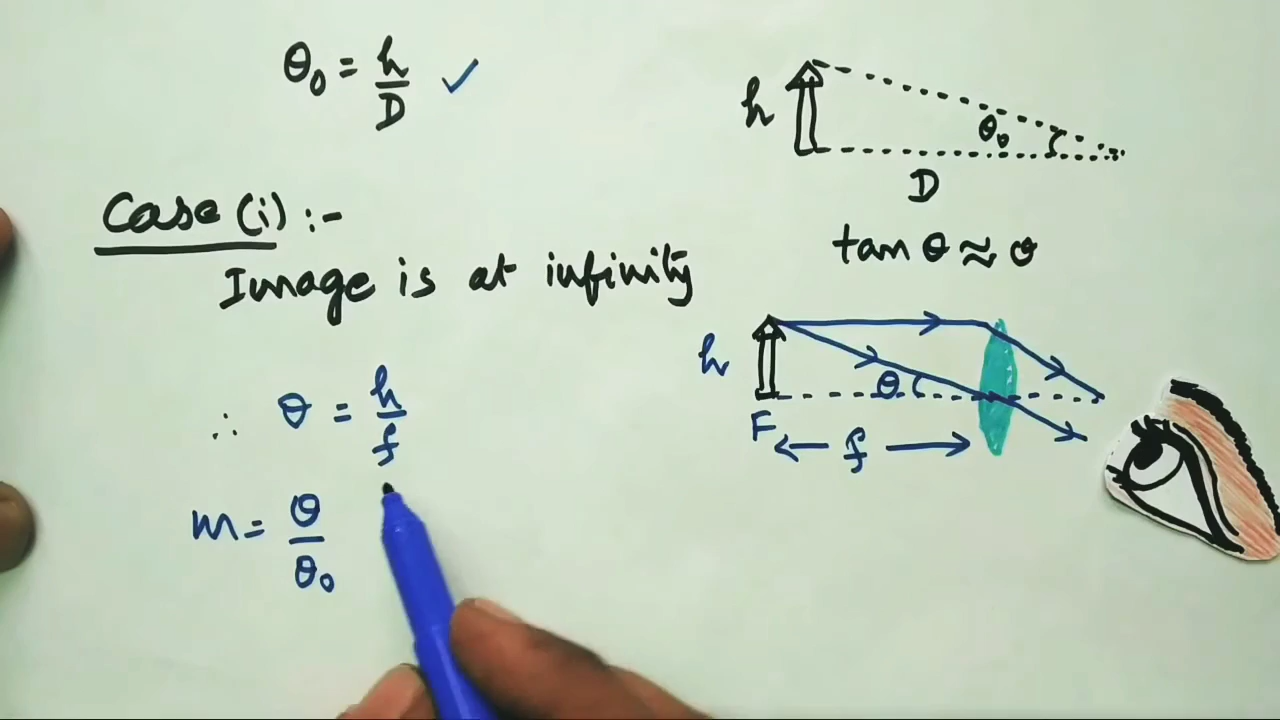 θ₀ = h/D ✓
h
θ₀
D
tan θ ≈ θ
Case (i) :-
Image is at infinity
h
θ
F
f
∴ θ = h/f
m = θ/θ₀